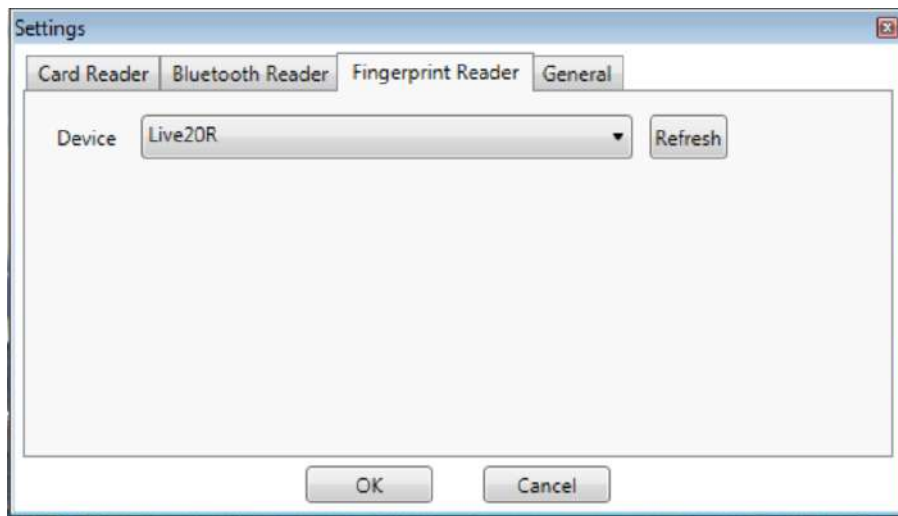 Settings
Card Reader Bluetooth Reader Fingerprint Reader General
Device Live20R Refresh
OK Cancel